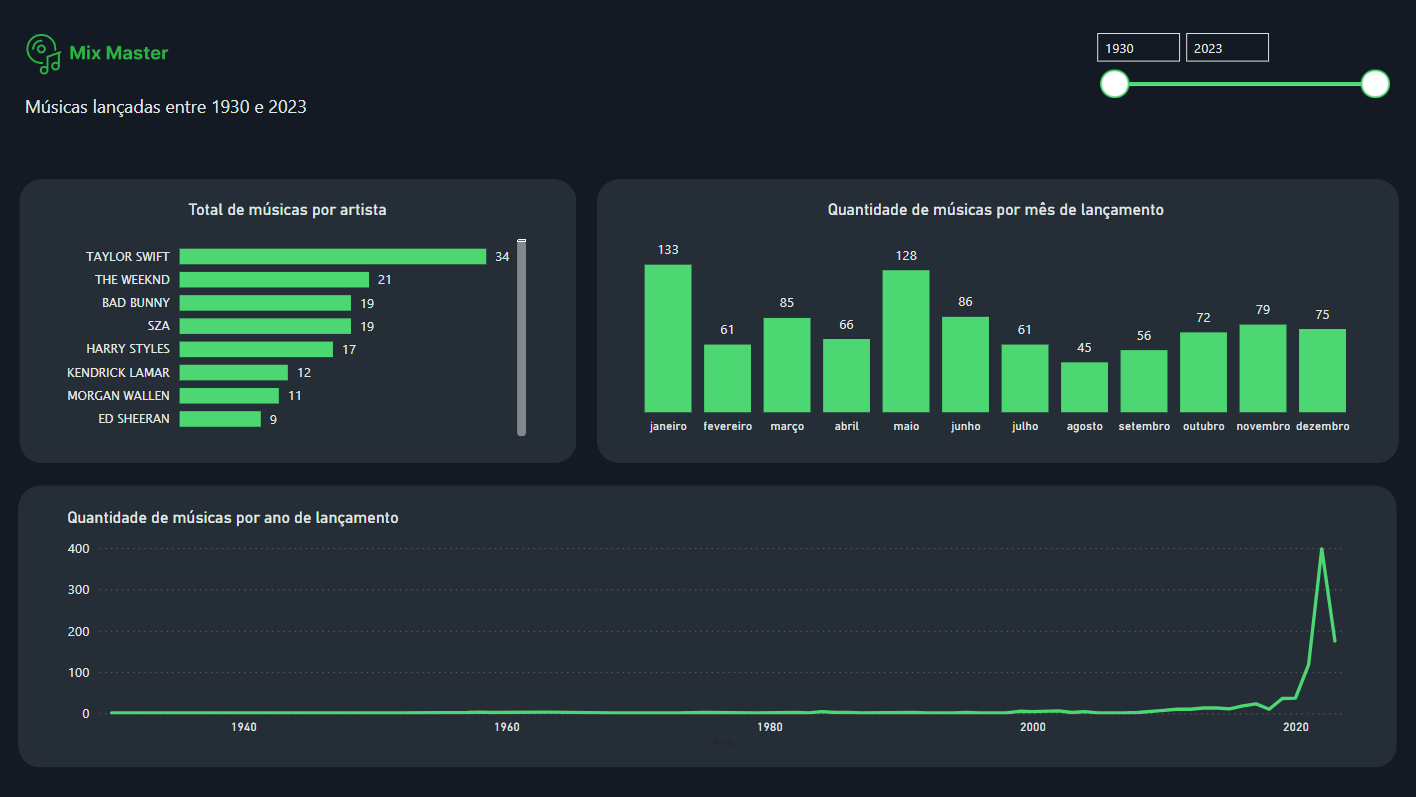 Mix Master
1930 2023
Músicas lançadas entre 1930 e 2023
Total de músicas por artista
TAYLOR SWIFT 34
THE WEEKND 21
BAD BUNNY 19
SZA 19
HARRY STYLES 17
KENDRICK LAMAR 12
MORGAN WALLEN 11
ED SHEERAN 9
Quantidade de músicas por mês de lançamento
133 61 85 66 128 86 61 45 56 72 79 75
janeiro fevereiro março abril maio junho julho agosto setembro outubro novembro dezembro
Quantidade de músicas por ano de lançamento
400
300
200
100
0
1940 1960 1980 2000 2020